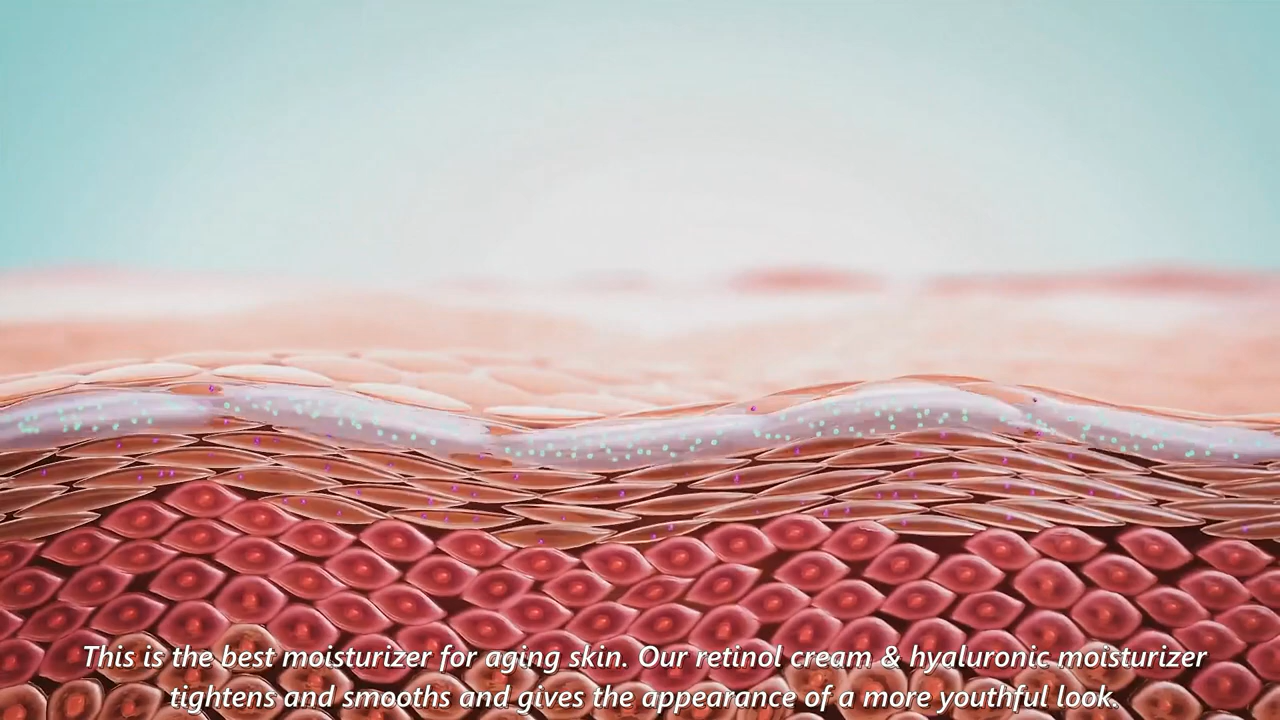 This is the best moisturizer for aging skin. Our retinol cream & hyaluronic moisturizer
tightens and smooths and gives the appearance of a more youthful look.